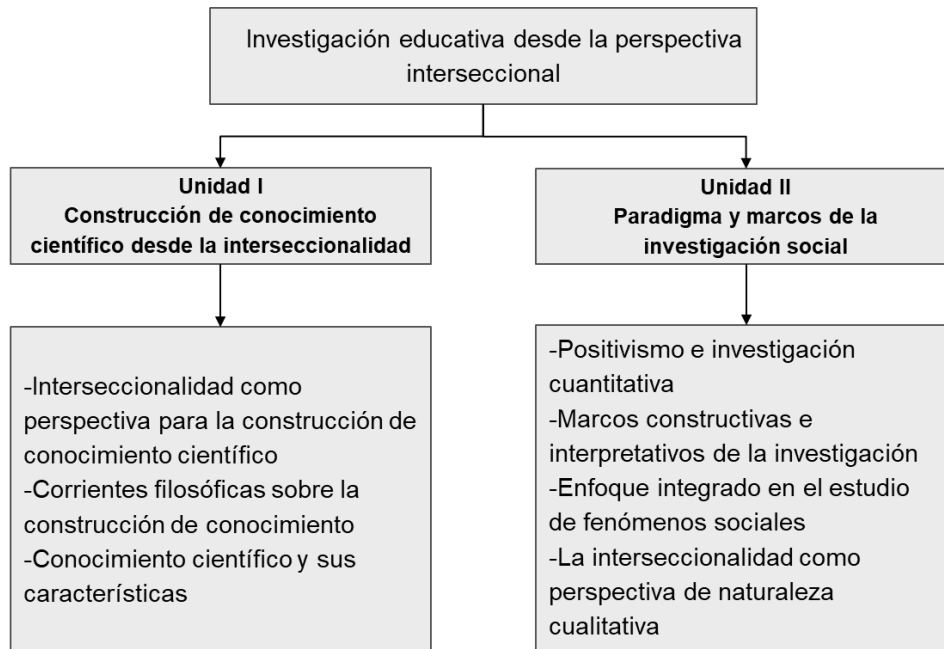 Investigación educativa desde la perspectiva
interseccional
Unidad I
Construcción de conocimiento
científico desde la interseccionalidad
-Interseccionalidad como
perspectiva para la construcción de
conocimiento científico
-Corrientes filosóficas sobre la
construcción de conocimiento
-Conocimiento científico y sus
características
Unidad II
Paradigma y marcos de la
investigación social
-Positivismo e investigación
cuantitativa
-Marcos constructivas e
interpretativos de la investigación
-Enfoque integrado en el estudio
de fenómenos sociales
-La interseccionalidad como
perspectiva de naturaleza
cualitativa